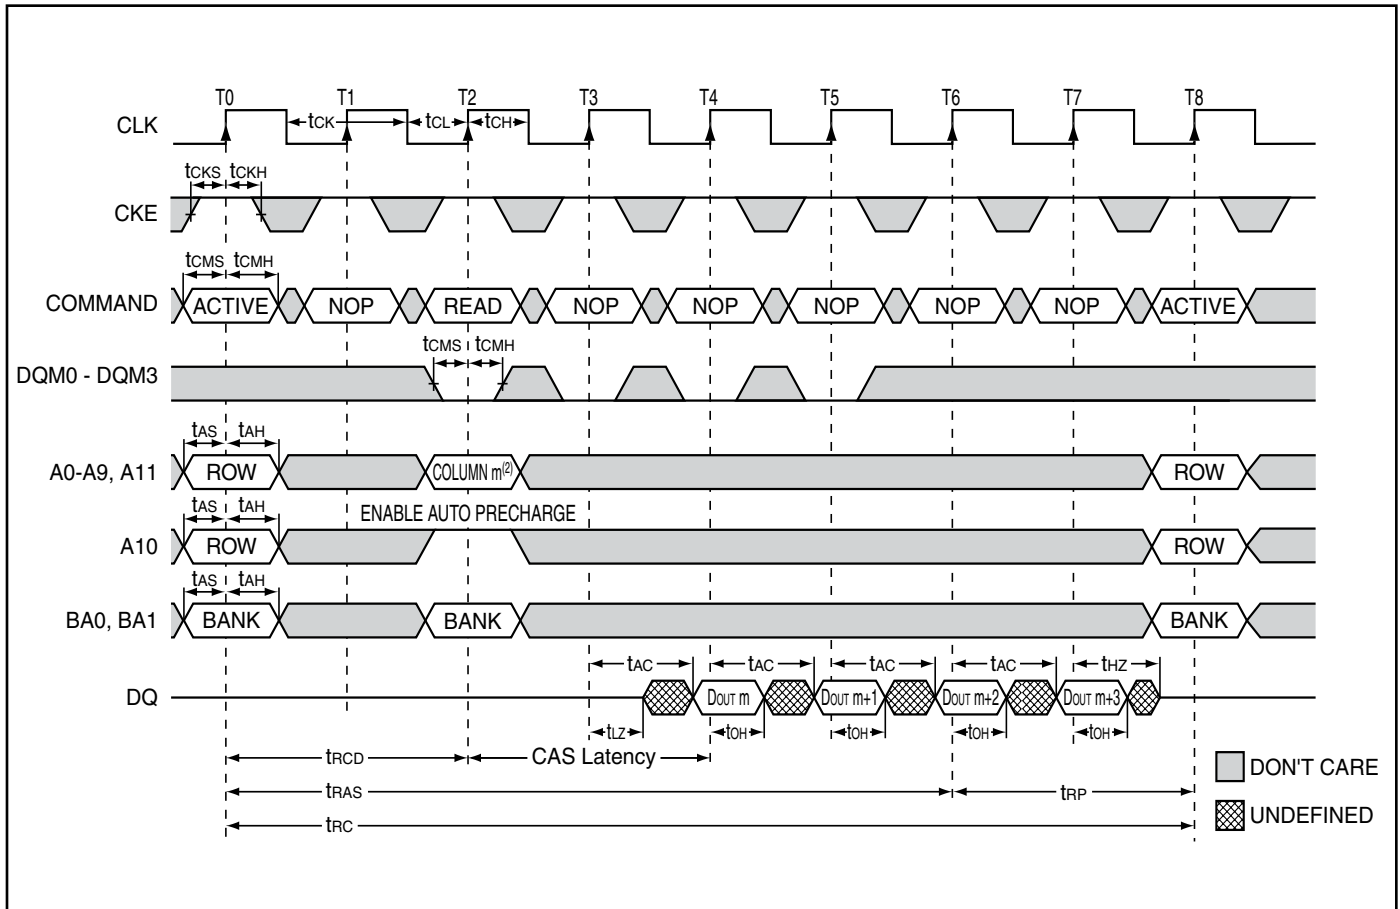 T0 T1 T2 T3 T4 T5 T6 T7 T8
CLK tCK tCL tCH
tCKS tCKH
CKE
tCMS tCMH
COMMAND ACTIVE NOP READ NOP NOP NOP NOP NOP ACTIVE
tCMS tCMH
DQM0 - DQM3
tAS tAH
A0-A9, A11 ROW COLUMN m(2) ROW
tAS tAH ENABLE AUTO PRECHARGE
A10 ROW ROW
tAS tAH
BA0, BA1 BANK BANK BANK
tAC tAC tAC tAC tHZ
DQ DOUT m DOUT m+1 DOUT m+2 DOUT m+3
tLZ tOH tOH tOH tOH
tRCD CAS Latency
DON'T CARE
tRAS tRP
UNDEFINED
tRC